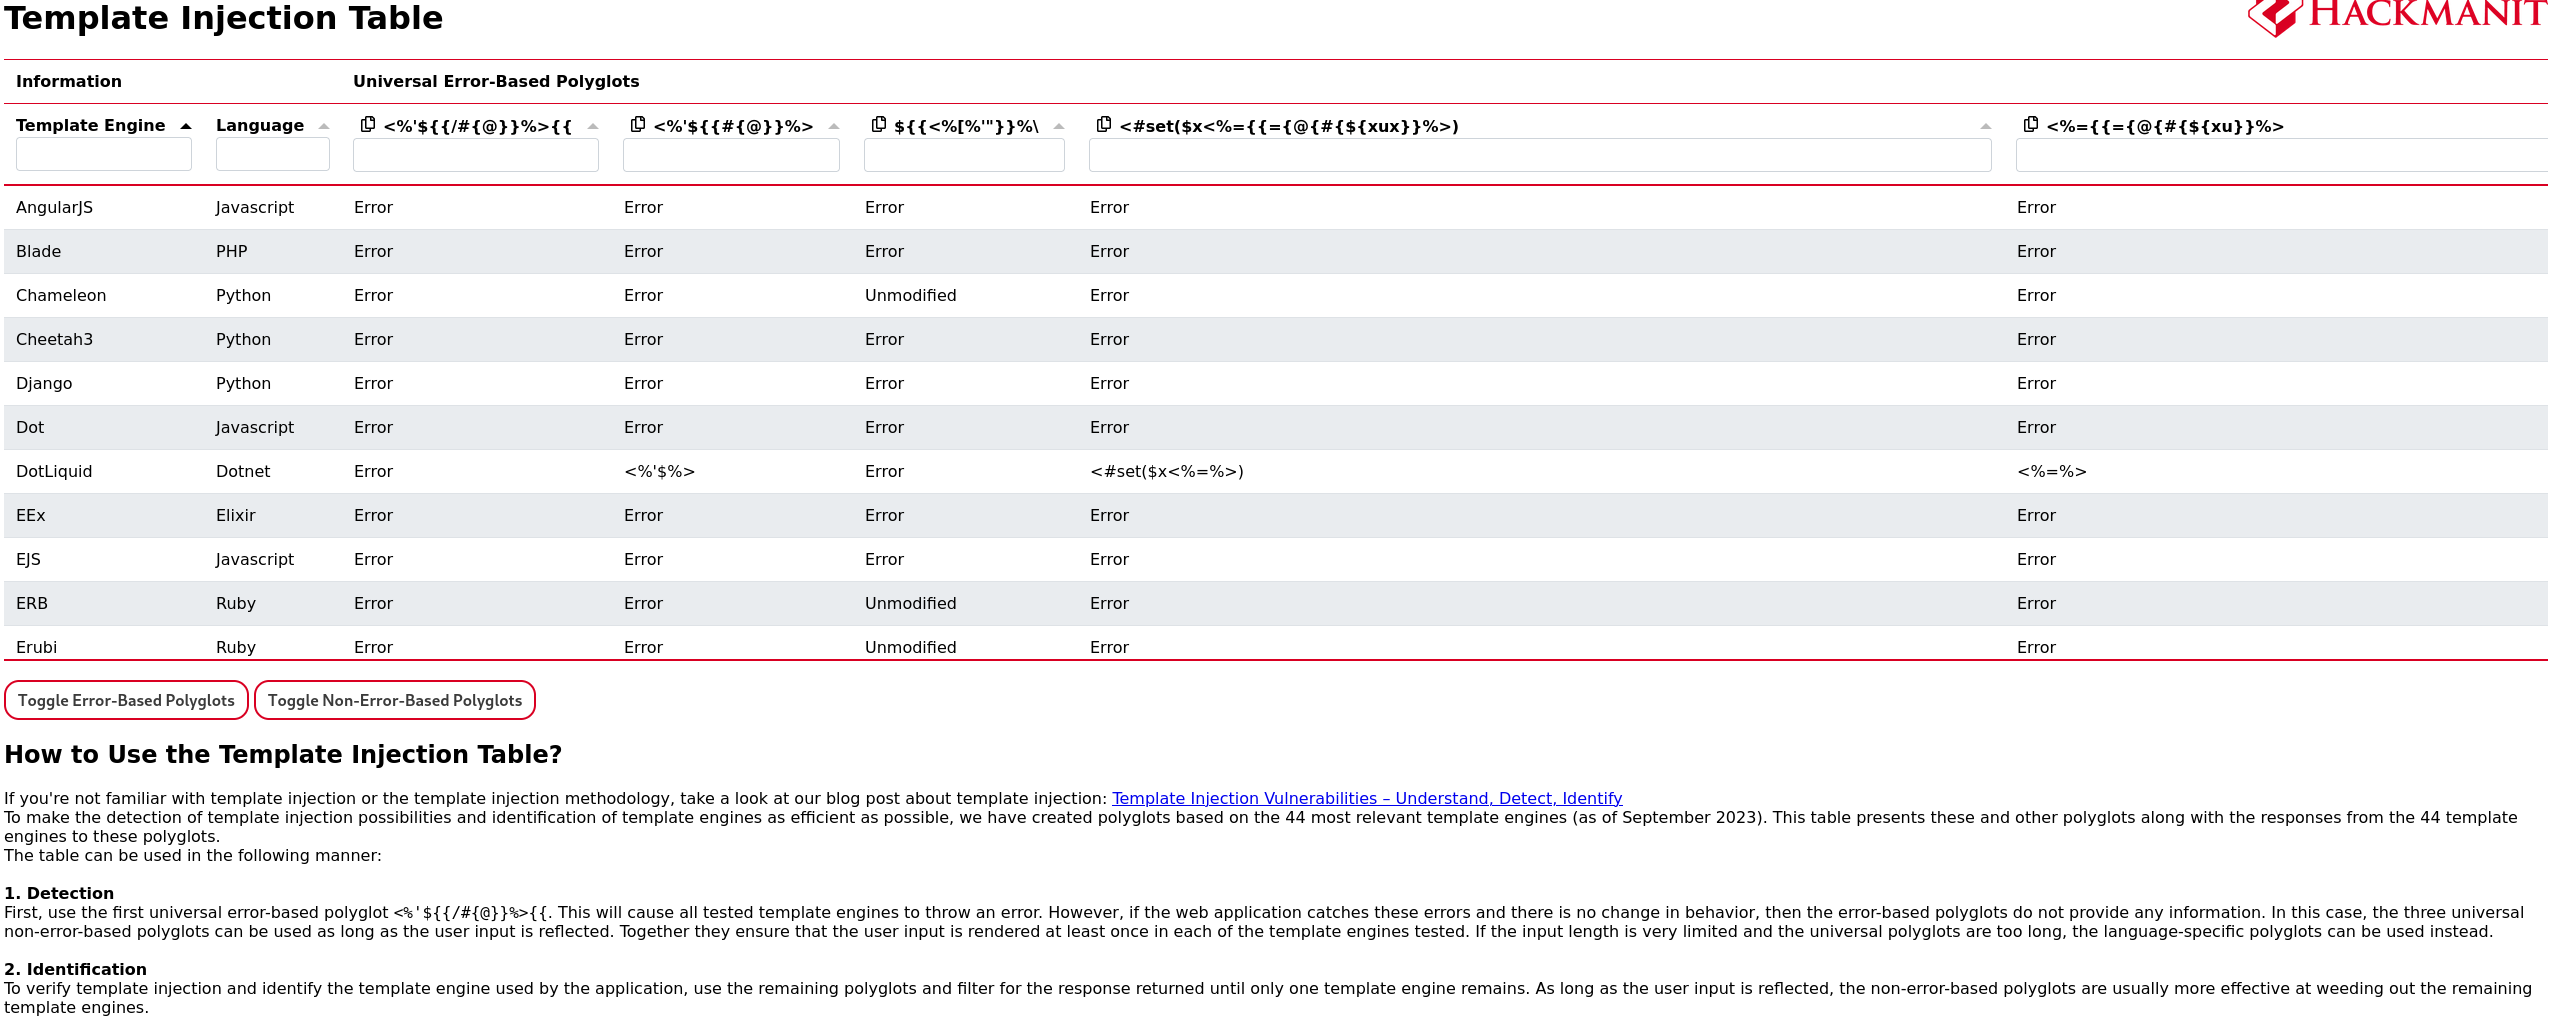 Template Injection Table
HACKMANIT
Information Universal Error-Based Polyglots
Template Engine Language <%'${{/#{@}}%>{{ <%'${{#{@}}%> ${{<%[%'"}}%\ <#set($x<%={{={@{#{${xux}}%>) <%={{={@{#{${xu}}%>
AngularJS Javascript Error Error Error Error Error
Blade PHP Error Error Error Error Error
Chameleon Python Error Error Unmodified Error Error
Cheetah3 Python Error Error Error Error Error
Django Python Error Error Error Error Error
Dot Javascript Error Error Error Error Error
DotLiquid Dotnet Error <%'$%> Error <#set($x<%=%>) <%=%>
EEx Elixir Error Error Error Error Error
EJS Javascript Error Error Error Error Error
ERB Ruby Error Error Unmodified Error Error
Erubi Ruby Error Error Unmodified Error Error
Toggle Error-Based Polyglots Toggle Non-Error-Based Polyglots
How to Use the Template Injection Table?
If you're not familiar with template injection or the template injection methodology, take a look at our blog post about template injection: Template Injection Vulnerabilities – Understand, Detect, Identify
To make the detection of template injection possibilities and identification of template engines as efficient as possible, we have created polyglots based on the 44 most relevant template engines (as of September 2023). This table presents these and other polyglots along with the responses from the 44 template
engines to these polyglots.
The table can be used in the following manner:
1. Detection
First, use the first universal error-based polyglot <%'${{/#{@}}%>{{. This will cause all tested template engines to throw an error. However, if the web application catches these errors and there is no change in behavior, then the error-based polyglots do not provide any information. In this case, the three universal
non-error-based polyglots can be used as long as the user input is reflected. Together they ensure that the user input is rendered at least once in each of the template engines tested. If the input length is very limited and the universal polyglots are too long, the language-specific polyglots can be used instead.
2. Identification
To verify template injection and identify the template engine used by the application, use the remaining polyglots and filter for the response returned until only one template engine remains. As long as the user input is reflected, the non-error-based polyglots are usually more effective at weeding out the remaining
template engines.